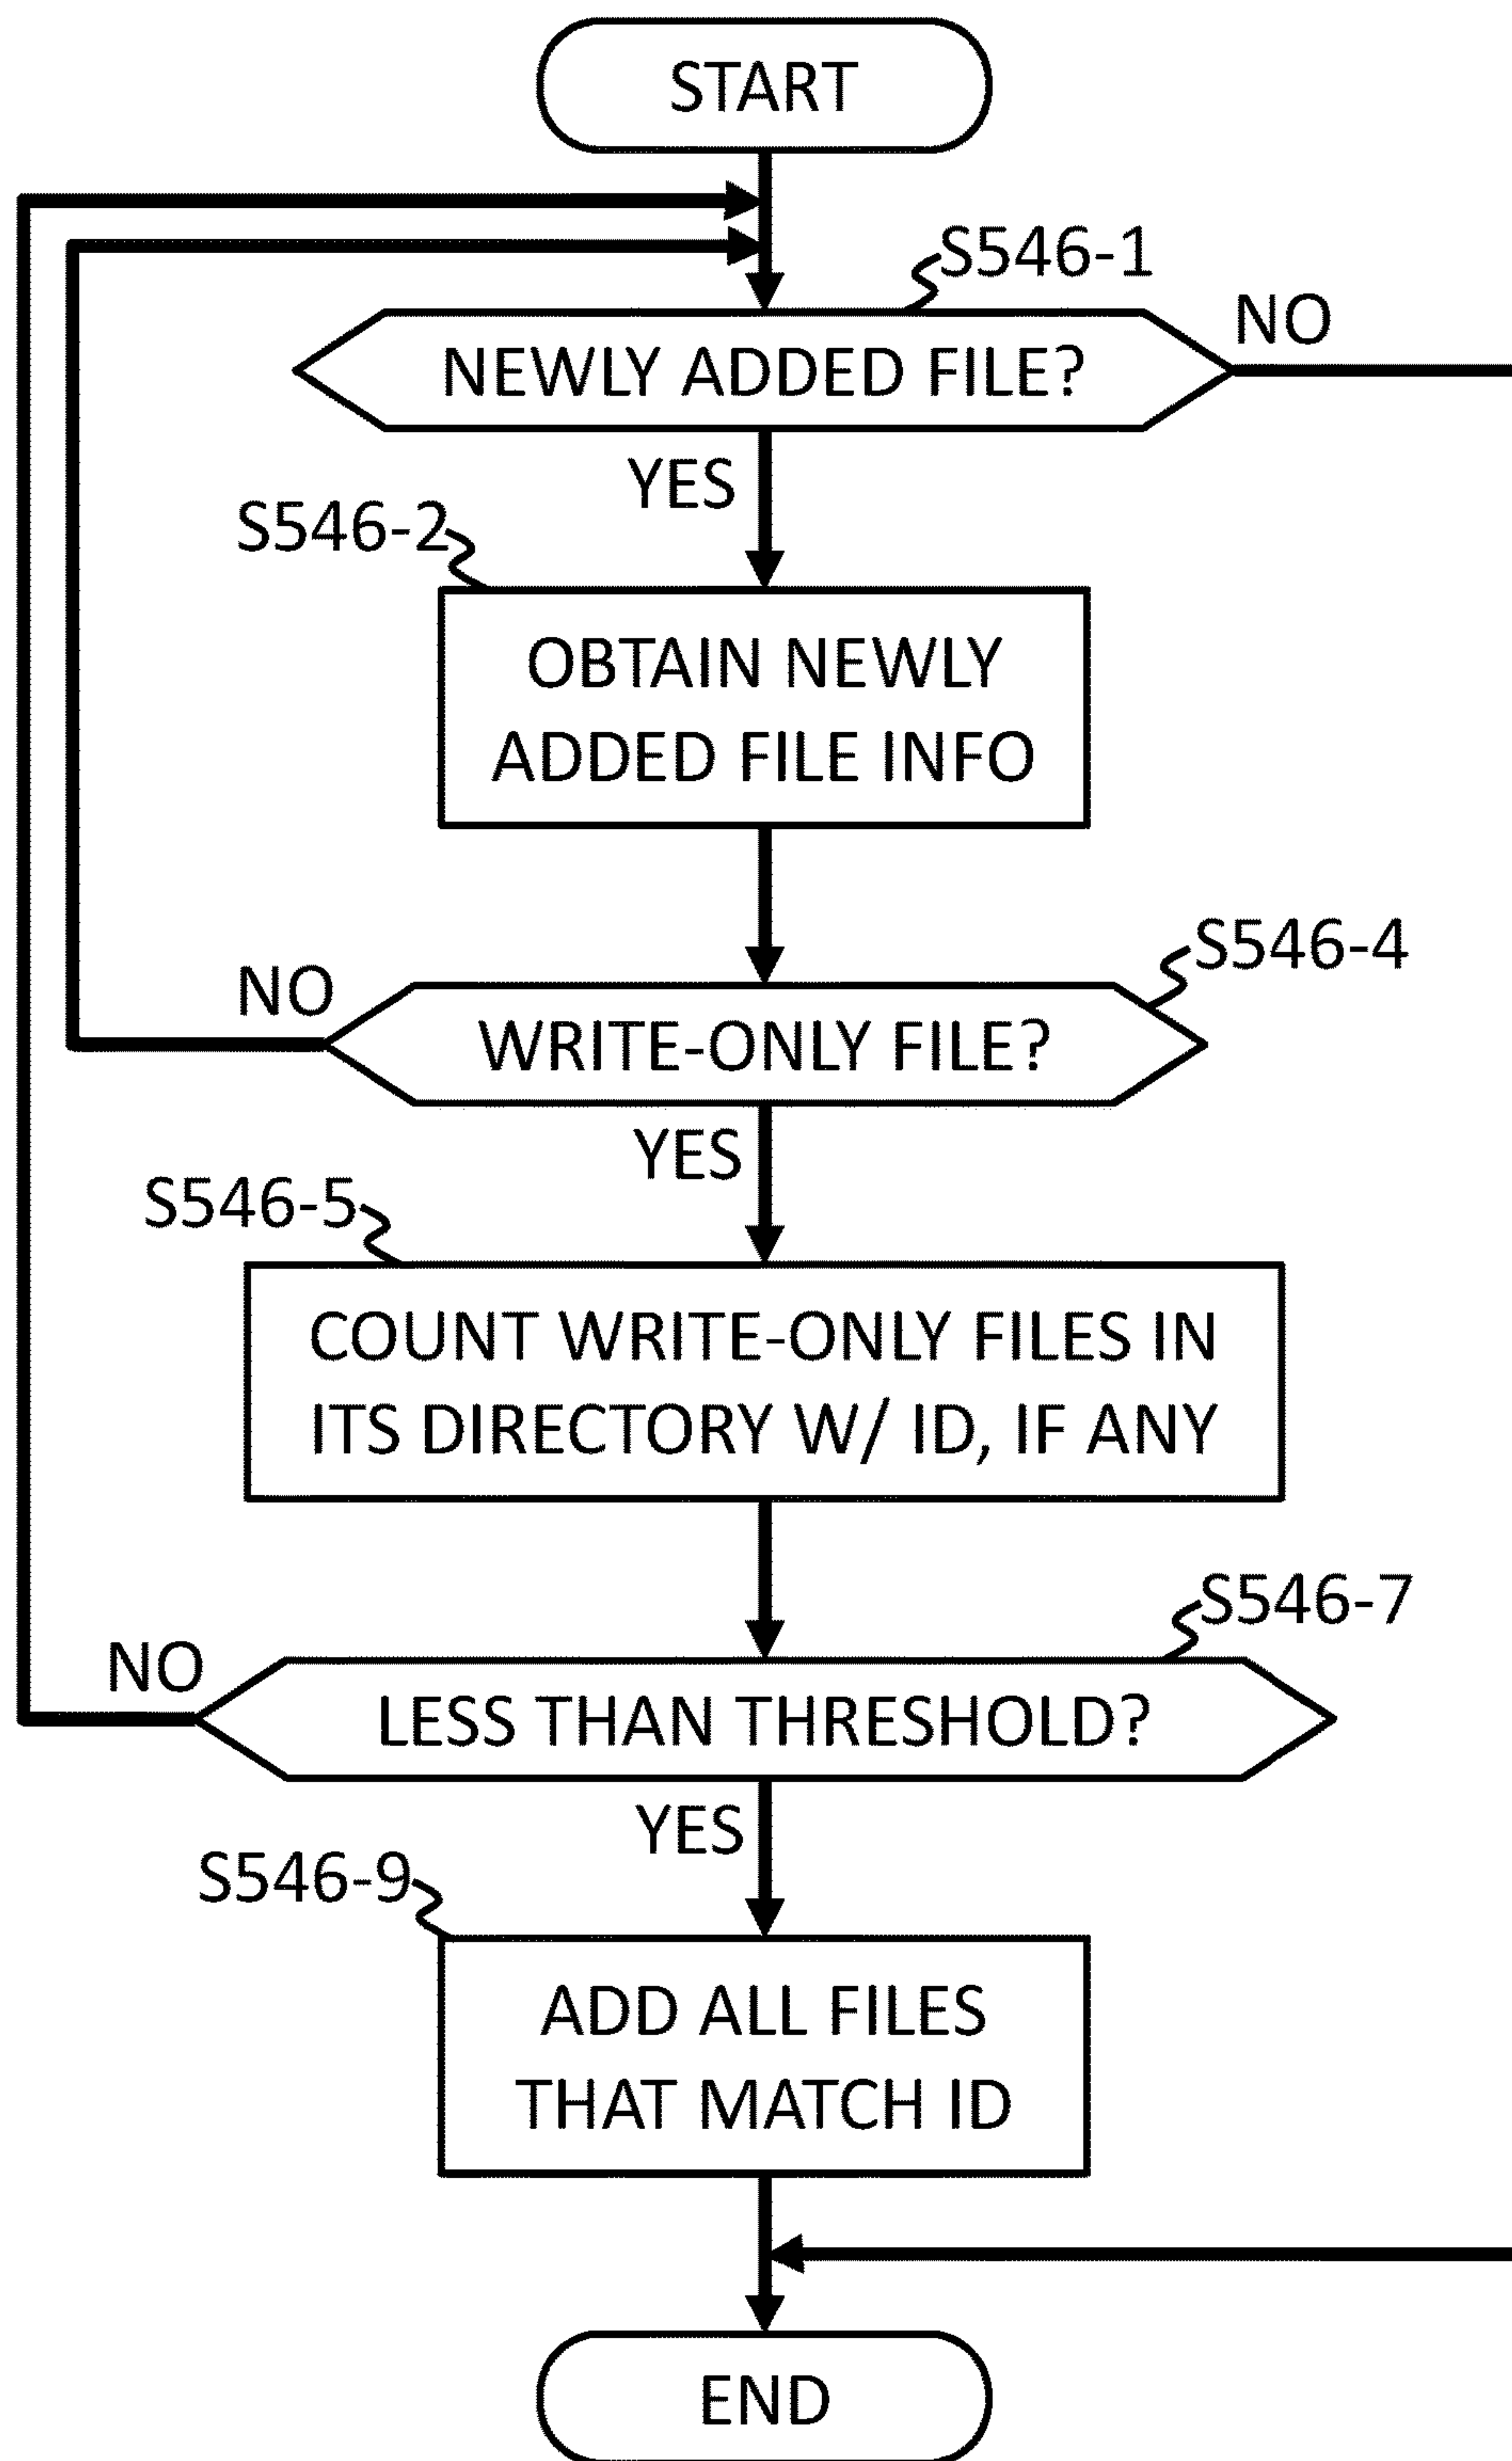 START
S546-1
NEWLY ADDED FILE?
NO
YES
S546-2
OBTAIN NEWLY
ADDED FILE INFO
S546-4
NO
WRITE-ONLY FILE?
YES
S546-5
COUNT WRITE-ONLY FILES IN
ITS DIRECTORY W/ ID, IF ANY
S546-7
NO
LESS THAN THRESHOLD?
YES
S546-9
ADD ALL FILES
THAT MATCH ID
END